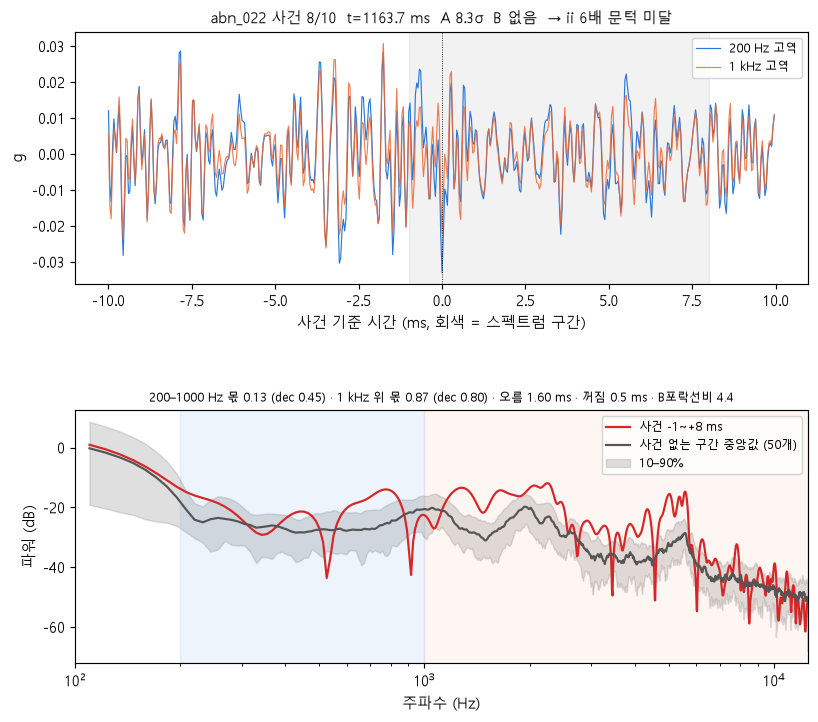 abn_022 사건 8/10 t=1163.7 ms A 8.3σ B 없음 → ii 6배 문턱 미달
0.03
0.02
0.01
0.00
-0.01
-0.02
-0.03
g
200 Hz 고역
1 kHz 고역
-10.0 -7.5 -5.0 -2.5 0.0 2.5 5.0 7.5 10.0
사건 기준 시간 (ms, 회색 = 스펙트럼 구간)
200–1000 Hz 몫 0.13 (dec 0.45) · 1 kHz 위 몫 0.87 (dec 0.80) · 오름 1.60 ms · 꺼짐 0.5 ms · B포락선비 4.4
0
-20
-40
-60
파워 (dB)
사건 -1~+8 ms
사건 없는 구간 중앙값 (50개)
10–90%
10² 10³ 10⁴
주파수 (Hz)